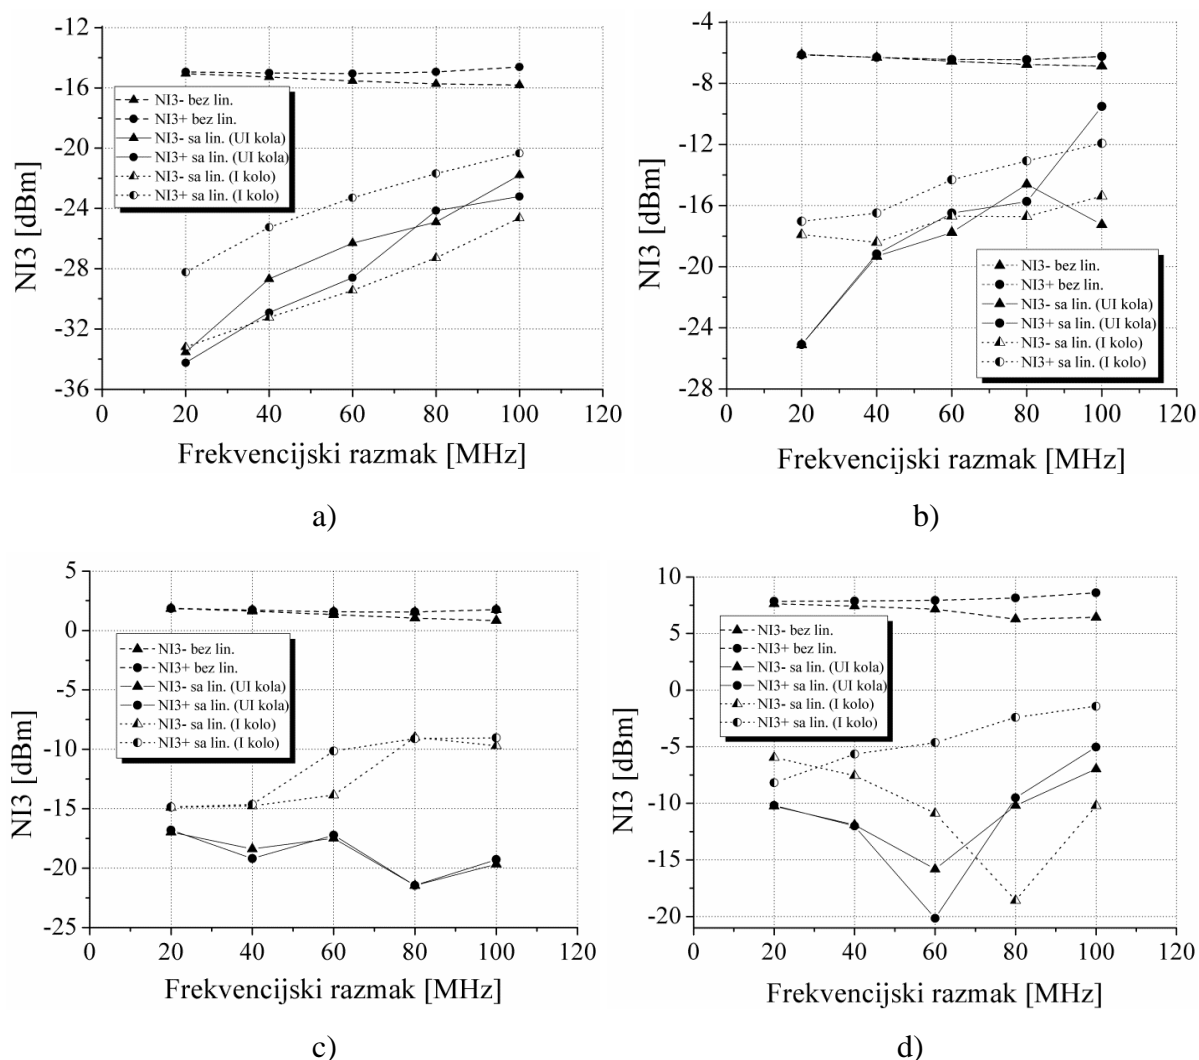 -12
-16
-20
-24
-28
-32
-36
NI3 [dBm]
NI3- bez lin.
NI3+ bez lin.
NI3- sa lin. (UI kola)
NI3+ sa lin. (UI kola)
NI3- sa lin. (I kolo)
NI3+ sa lin. (I kolo)
0 20 40 60 80 100 120
Frekvencijski razmak [MHz]
a)
-4
-8
-12
-16
-20
-24
-28
NI3 [dBm]
NI3- bez lin.
NI3+ bez lin.
NI3- sa lin. (UI kola)
NI3+ sa lin. (UI kola)
NI3- sa lin. (I kolo)
NI3+ sa lin. (I kolo)
0 20 40 60 80 100 120
Frekvencijski razmak [MHz]
b)
5
0
-5
-10
-15
-20
-25
NI3 [dBm]
NI3- bez lin.
NI3+ bez lin.
NI3- sa lin. (UI kola)
NI3+ sa lin. (UI kola)
NI3- sa lin. (I kolo)
NI3+ sa lin. (I kolo)
0 20 40 60 80 100 120
Frekvencijski razmak [MHz]
c)
10
5
0
-5
-10
-15
-20
NI3 [dBm]
NI3- bez lin.
NI3+ bez lin.
NI3- sa lin. (UI kola)
NI3+ sa lin. (UI kola)
NI3- sa lin. (I kolo)
NI3+ sa lin. (I kolo)
0 20 40 60 80 100 120
Frekvencijski razmak [MHz]
d)